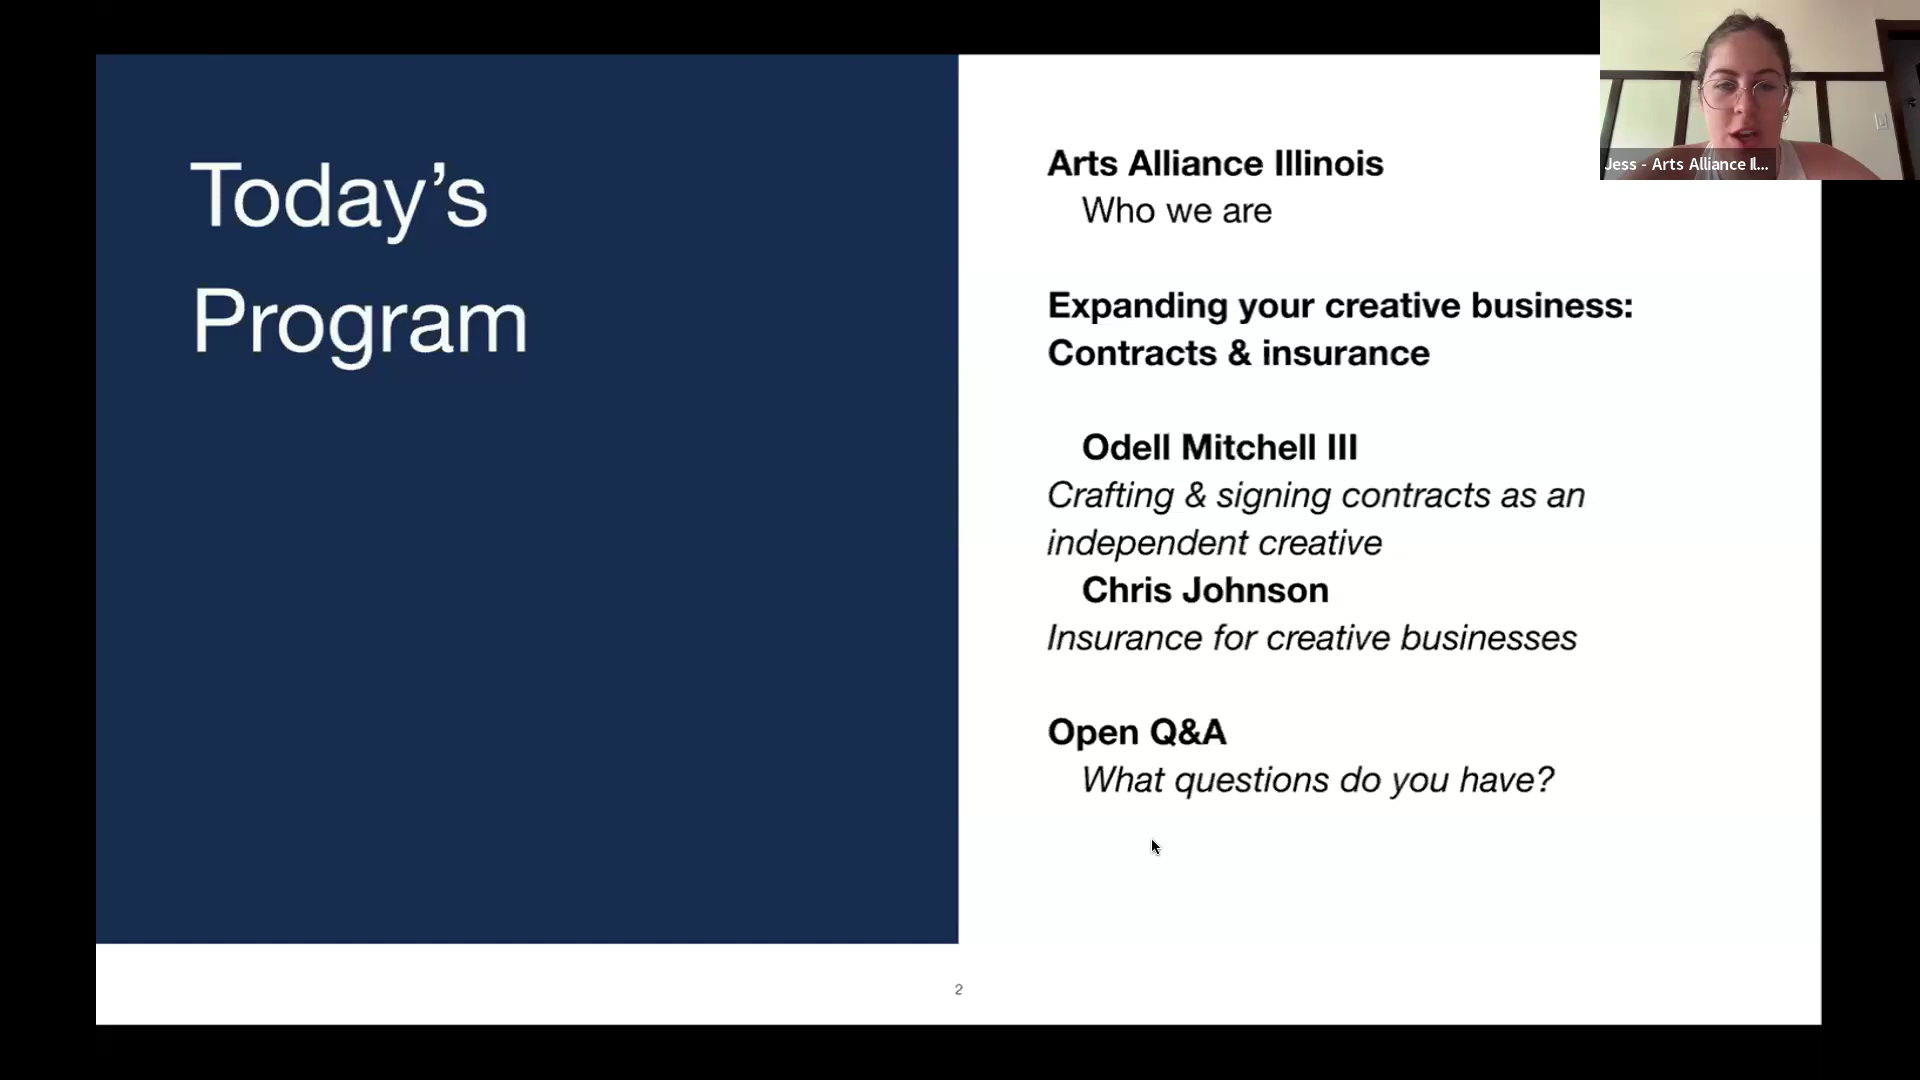 Today’s
Program
Arts Alliance Illinois
Who we are
Expanding your creative business:
Contracts & insurance
Odell Mitchell III
Crafting & signing contracts as an
independent creative
Chris Johnson
Insurance for creative businesses
Open Q&A
What questions do you have?
2
Jess - Arts Alliance Il...